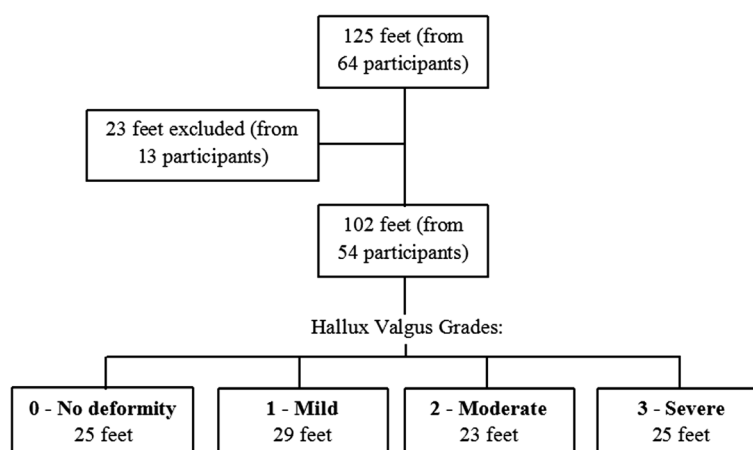 125 feet (from
64 participants)
23 feet excluded (from
13 participants)
102 feet (from
54 participants)
Hallux Valgus Grades:
0 - No deformity
25 feet
1 - Mild
29 feet
2 - Moderate
23 feet
3 - Severe
25 feet